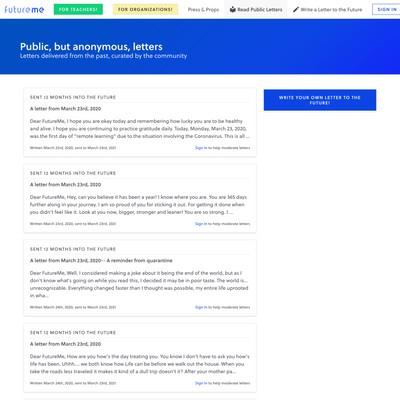 futureme
FOR TEACHERS!
FOR ORGANIZATIONS!
Press & Props
Read Public Letters
Write a Letter to the Future
SIGN IN
Public, but anonymous, letters
Letters delivered from the past, curated by the community
SENT 12 MONTHS INTO THE FUTURE
A letter from March 23rd, 2020
Dear FutureMe, I hope you are okay today and remembering how lucky you are to be healthy
and alive. I hope you are continuing to practice gratitude daily. Today, Monday, March 23, 2020,
was the first day of "remote learning" due to the situation involving the Coronavirus. This is all ...
Written March 23rd, 2020, sent to March 23rd, 2021
Sign in to help moderate letters
WRITE YOUR OWN LETTER TO THE
FUTURE!
SENT 12 MONTHS INTO THE FUTURE
A letter from March 23rd, 2020
Dear FutureMe, Hey, can you believe it has been a year! I know where you are. You are 365 days
further along in your journey. I am so proud of you for sticking it out. For getting it done when
you didn't feel like it. Look at you now, bigger, stronger and leaner! You are so strong. I ...
Written March 23rd, 2020, sent to March 23rd, 2021
Sign in to help moderate letters
SENT 12 MONTHS INTO THE FUTURE
A letter from March 23rd, 2020-- A reminder from quarantine
Dear FutureMe, Well, I considered making a joke about it being the end of the world, but as I
don't know what's going on while you read this, I decided it may be in poor taste. The world is...
unrecognizable. Everything changed faster than I thought was possible, my entire life uprooted
in wha...
Written March 24th, 2020, sent to March 23rd, 2021
Sign in to help moderate letters
SENT 12 MONTHS INTO THE FUTURE
A letter from March 23rd, 2020
Dear FutureMe, How are you how's the day treating you. You know I don't have to ask you how's
life has been, Uhhh.... we both know how Life can be before we walk out the house. When you
take the roads less traveled it makes it kind of a dull trip doesn't it? After your mother pa...
Written March 23rd, 2020, sent to March 23rd, 2021
Sign in to help moderate letters